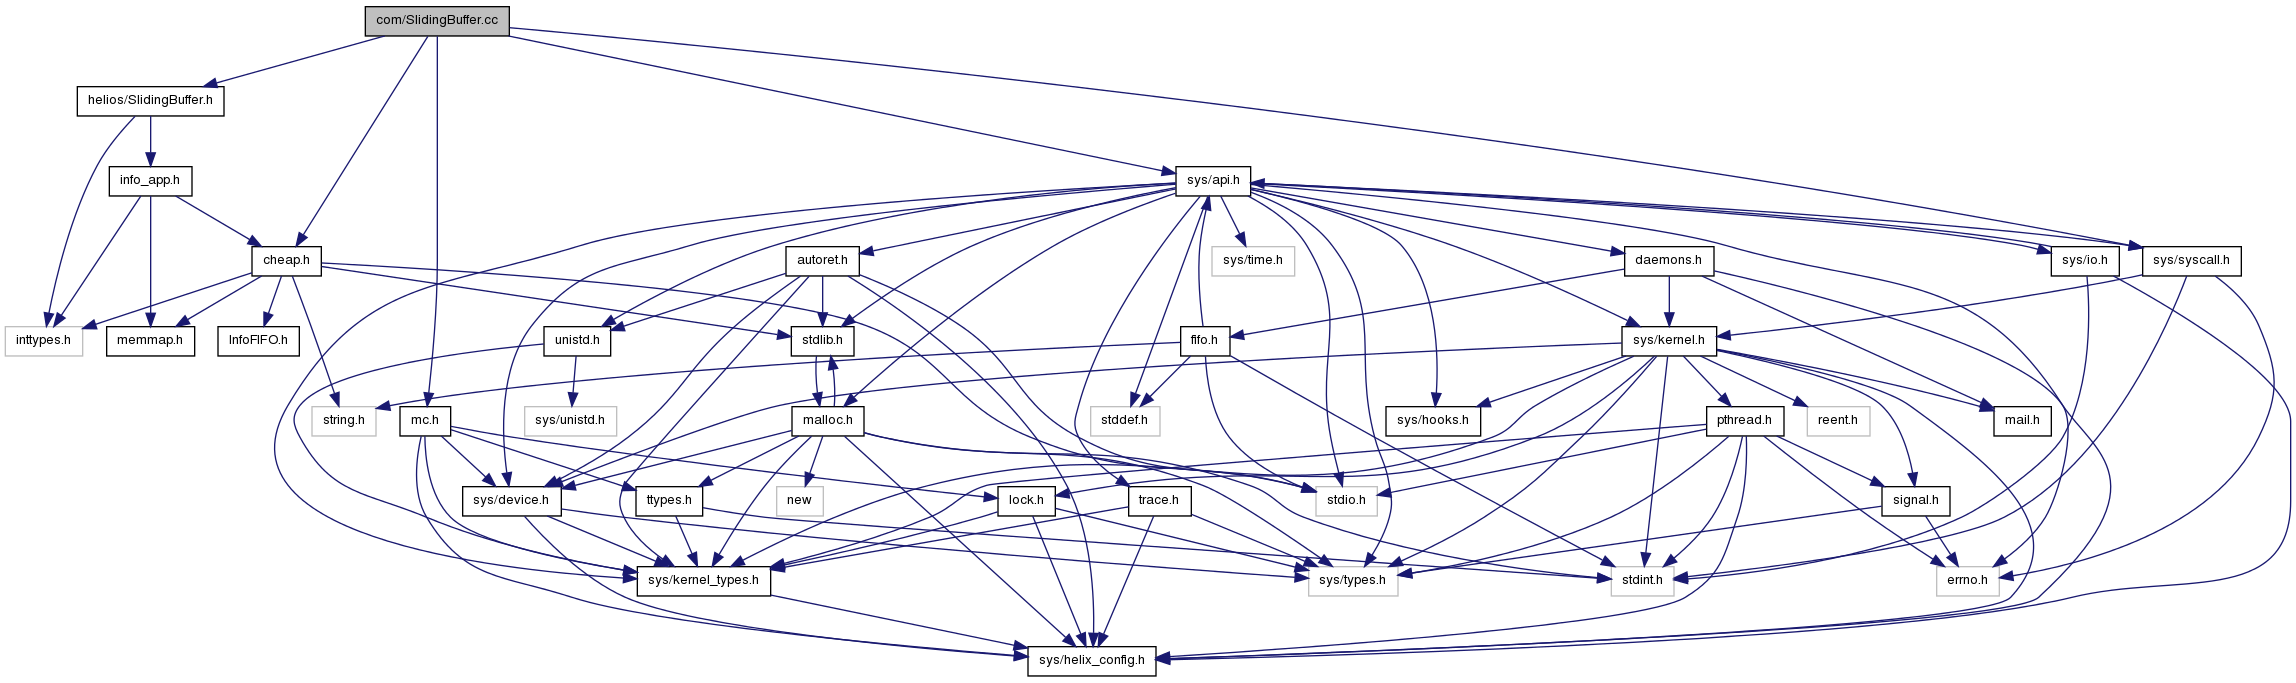 com/SlidingBuffer.cc
helios/SlidingBuffer.h
info_app.h
sys/api.h
cheap.h
autoret.h
sys/time.h
daemons.h
sys/io.h
sys/syscall.h
inttypes.h
memmap.h
InfoFIFO.h
unistd.h
stdlib.h
fifo.h
sys/kernel.h
string.h
mc.h
sys/unistd.h
malloc.h
stddef.h
sys/hooks.h
pthread.h
reent.h
mail.h
sys/device.h
ttypes.h
new
lock.h
trace.h
stdio.h
signal.h
sys/kernel_types.h
sys/types.h
stdint.h
errno.h
sys/helix_config.h